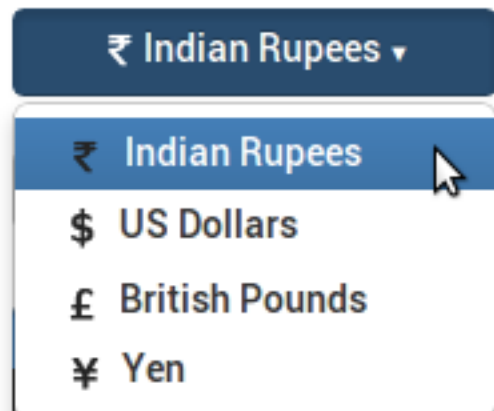 ₹ Indian Rupees ▾
₹ Indian Rupees
$ US Dollars
£ British Pounds
¥ Yen